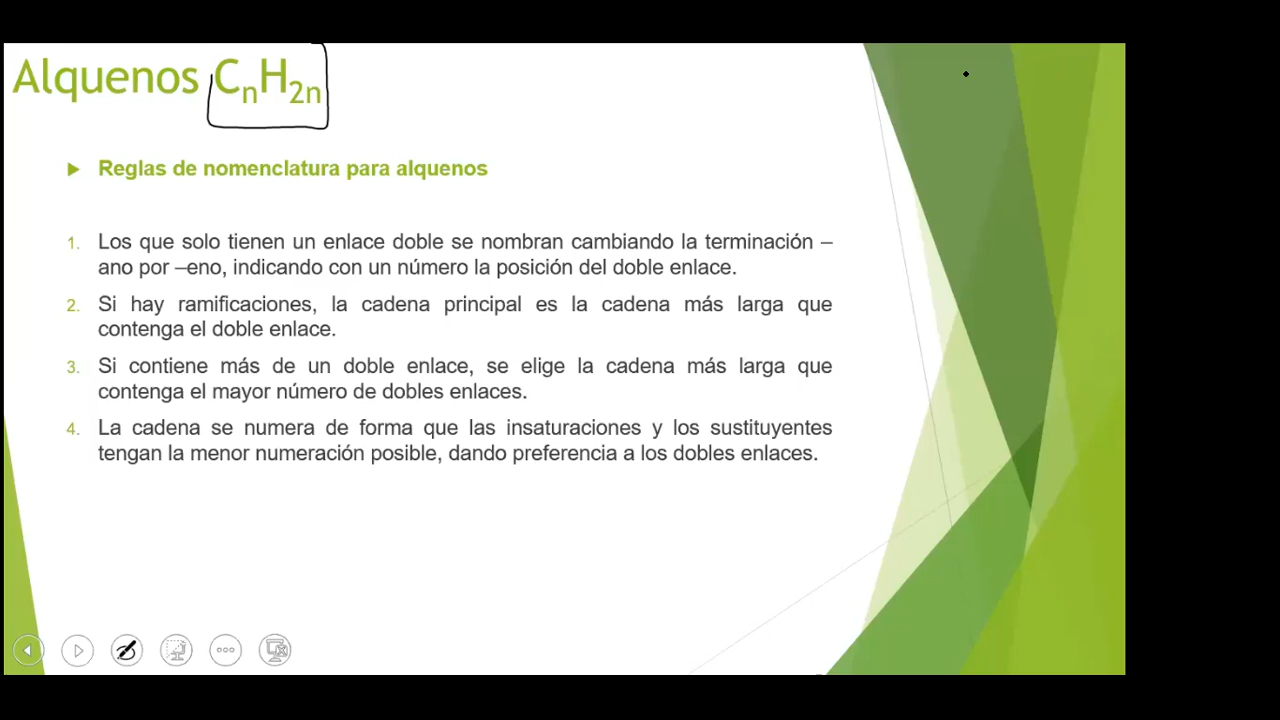 Alquenos CnH2n
Reglas de nomenclatura para alquenos
1. Los que solo tienen un enlace doble se nombran cambiando la terminación –
ano por –eno, indicando con un número la posición del doble enlace.
2. Si hay ramificaciones, la cadena principal es la cadena más larga que
contenga el doble enlace.
3. Si contiene más de un doble enlace, se elige la cadena más larga que
contenga el mayor número de dobles enlaces.
4. La cadena se numera de forma que las insaturaciones y los sustituyentes
tengan la menor numeración posible, dando preferencia a los dobles enlaces.